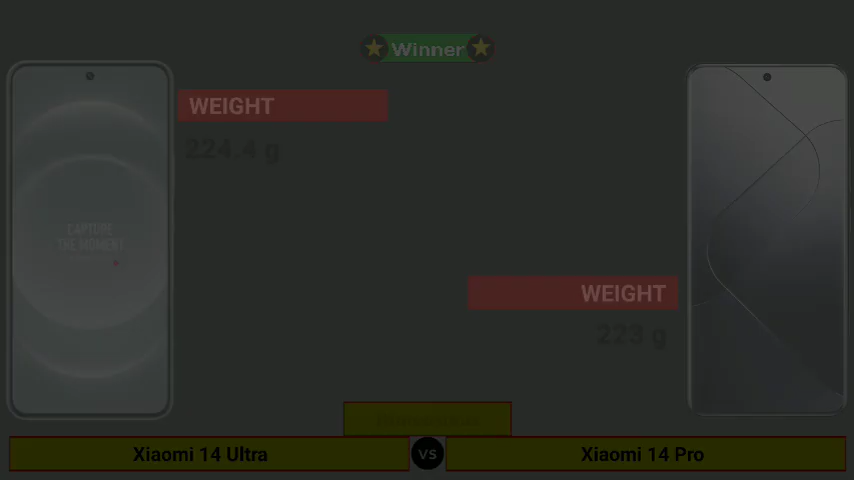 Winner
WEIGHT
224.4 g
CAPTURE
THE MOMENT
WEIGHT
223 g
Xiaomi 14 Ultra
VS
Xiaomi 14 Pro